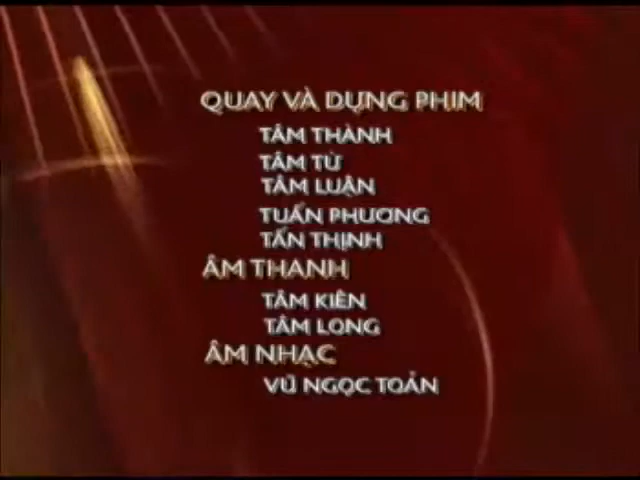 QUAY VÀ DỰNG PHIM
TÂM THÀNH
TÂM TỪ
TÂM LUẬN
TUẤN PHƯƠNG
TẤN THỊNH
ÂM THANH
TÂM KIÊN
TÂM LONG
ÂM NHẠC
VŨ NGỌC TOẢN